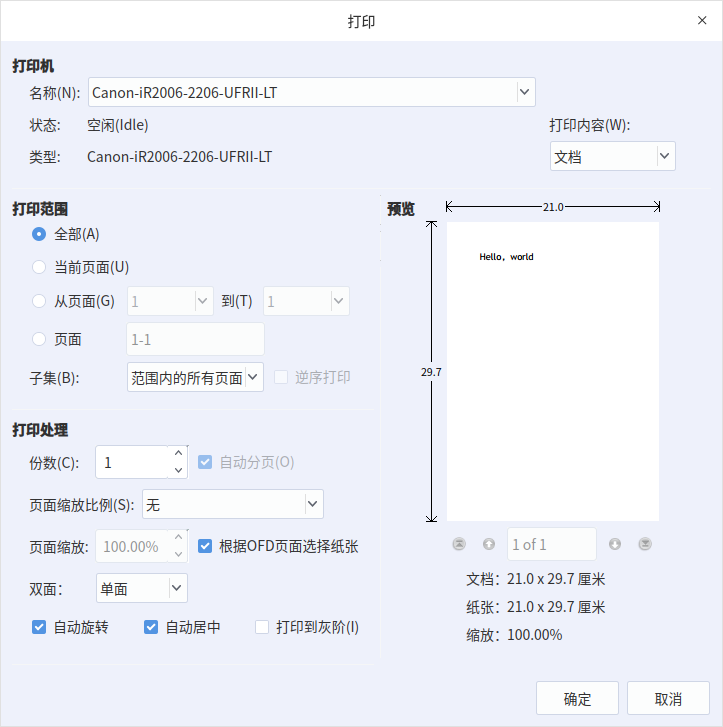 打印
打印机
名称(N): Canon-iR2006-2206-UFRII-LT
状态: 空闲(Idle) 打印内容(W):
类型: Canon-iR2006-2206-UFRII-LT 文档
打印范围
全部(A)
当前页面(U)
从页面(G) 1 到(T) 1
页面 1-1
子集(B): 范围内的所有页面 逆序打印
打印处理
份数(C): 1 自动分页(O)
页面缩放比例(S): 无
页面缩放: 100.00% 根据OFD页面选择纸张
双面: 单面
自动旋转 自动居中 打印到灰阶(I)
预览
21.0
Hello, world
29.7
1 of 1
文档: 21.0 x 29.7 厘米
纸张: 21.0 x 29.7 厘米
缩放: 100.00%
确定 取消